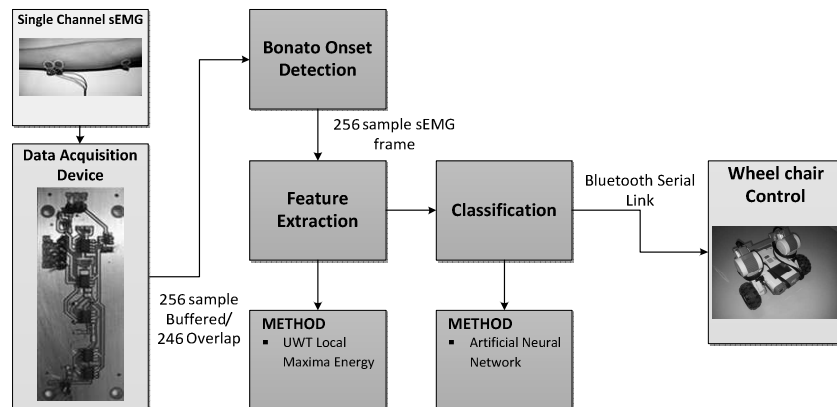 Single Channel sEMG
Data Acquisition
Device
256 sample
Buffered/
246 Overlap
Bonato Onset
Detection
256 sample sEMG
frame
Feature
Extraction
Classification
Bluetooth Serial
Link
Wheel chair
Control
METHOD
▪ UWT Local
Maxima Energy
METHOD
▪ Artificial Neural
Network